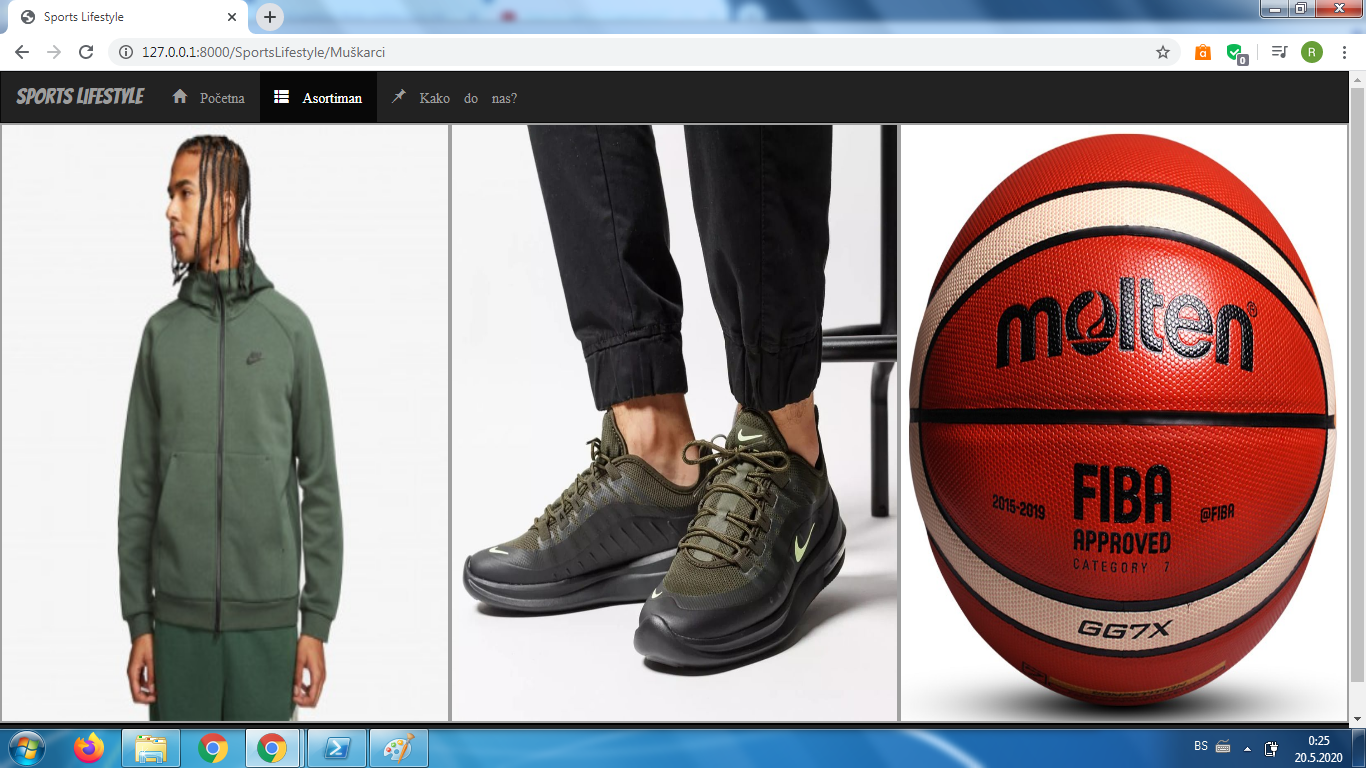 Sports Lifestyle
127.0.0.1:8000/SportsLifestyle/Muškarci
a
0
R
SPORTS LIFESTYLE
Početna
Asortiman
Kako do nas?
molten
®
2015-2019
FIBA
@FIBA
APPROVED
CATEGORY 7
GG7X
BS
0:25
20.5.2020